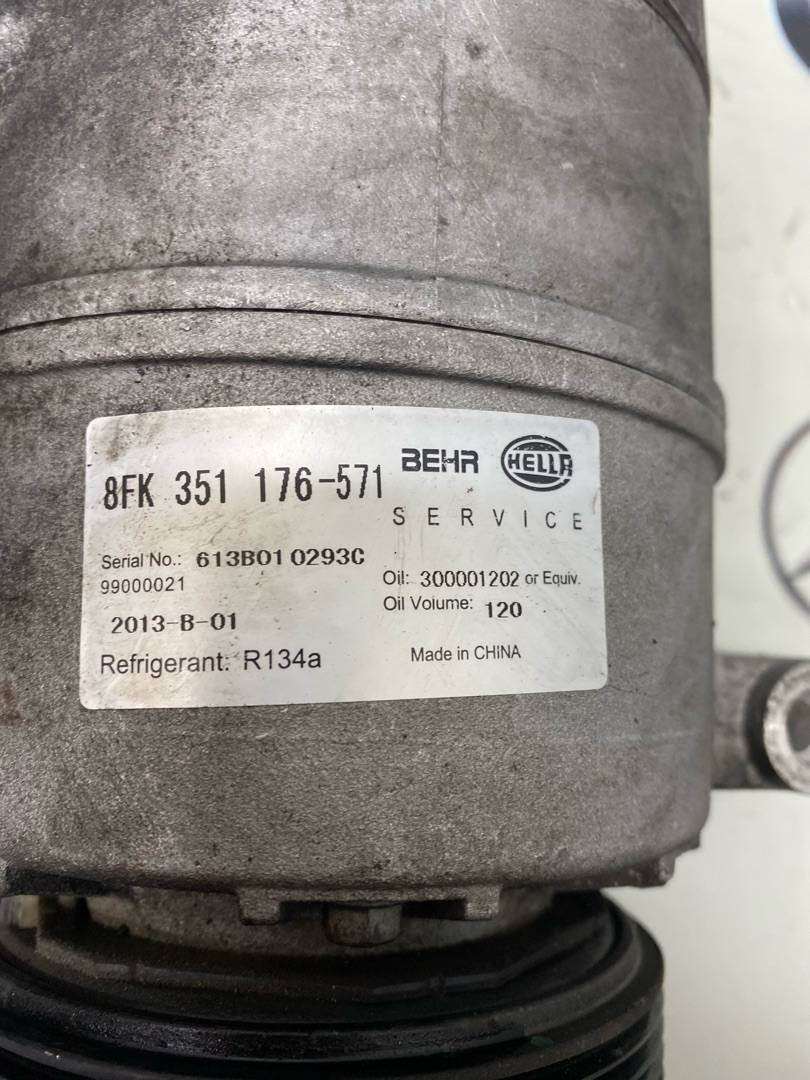 8FK 351 176-571
BEHR HELLA
SERVICE
Serial No.: 613B01 0293C
99000021
2013-B-01
Refrigerant: R134a
Oil: 300001202 or Equiv.
Oil Volume: 120
Made in CHINA